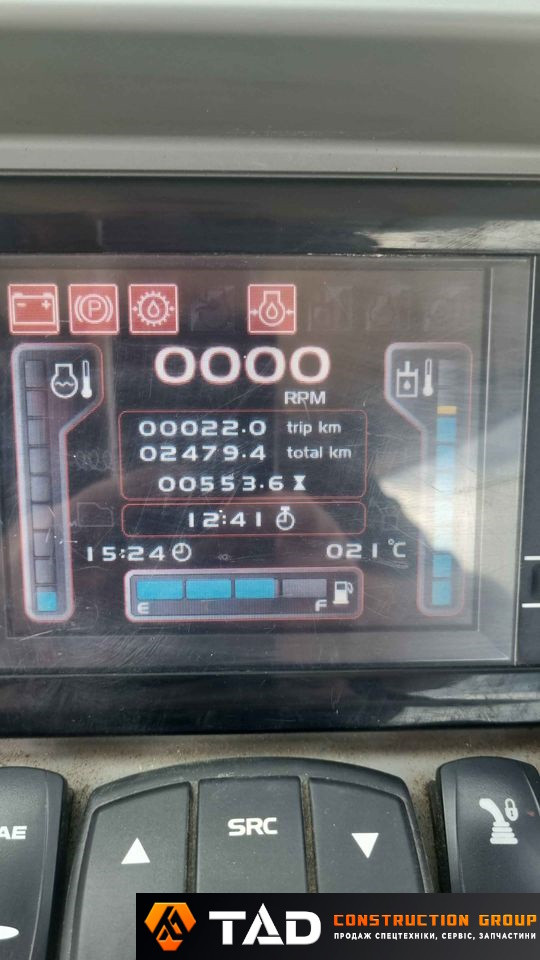 P
0000
RPM
00022.0 trip km
02479.4 total km
00553.6
12:41
15:24 021°C
E F
AE
SRC
TAD CONSTRUCTION GROUP
ПРОДАЖ СПЕЦТЕХНІКИ, СЕРВІС, ЗАПЧАСТИНИ